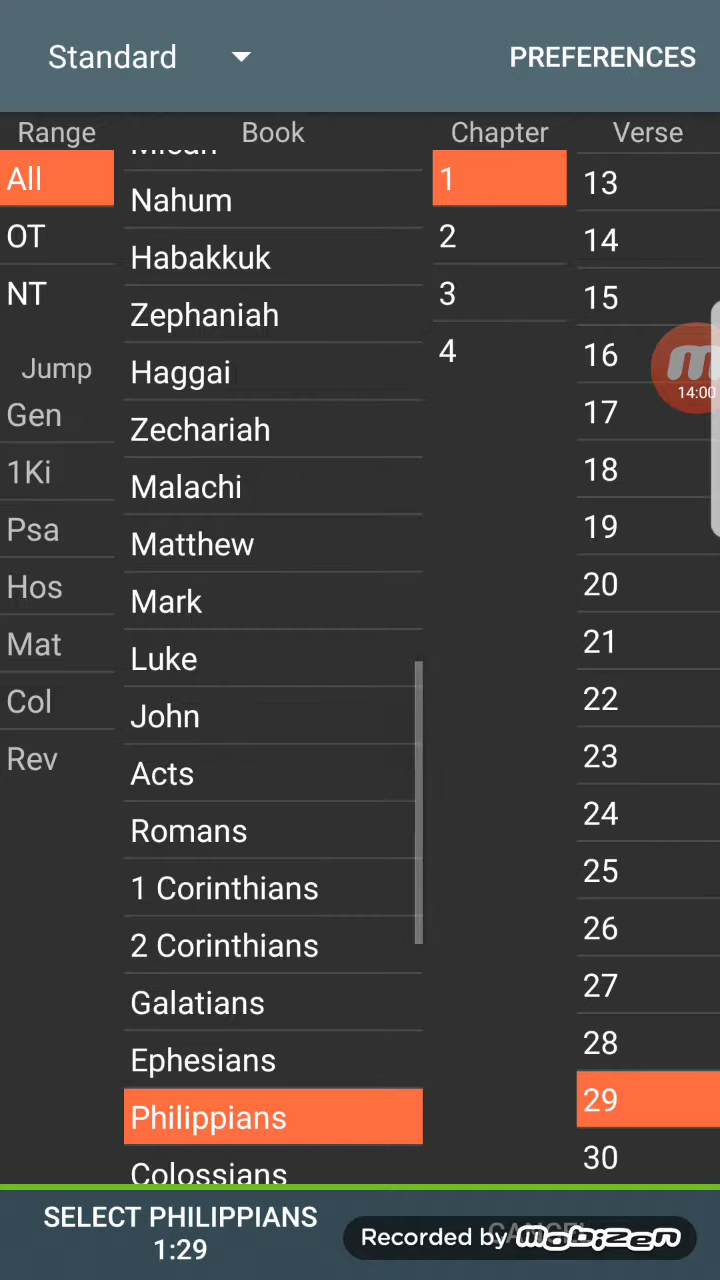 Standard
PREFERENCES
Range
Book
Chapter
Verse
All
OT
NT
Jump
Gen
1Ki
Psa
Hos
Mat
Col
Rev
Micah
Nahum
Habakkuk
Zephaniah
Haggai
Zechariah
Malachi
Matthew
Mark
Luke
John
Acts
Romans
1 Corinthians
2 Corinthians
Galatians
Ephesians
Philippians
Colossians
1
2
3
4
13
14
15
16
17
18
19
20
21
22
23
24
25
26
27
28
29
30
m
14:00
SELECT PHILIPPIANS
1:29
CANCEL
Recorded by mobizen